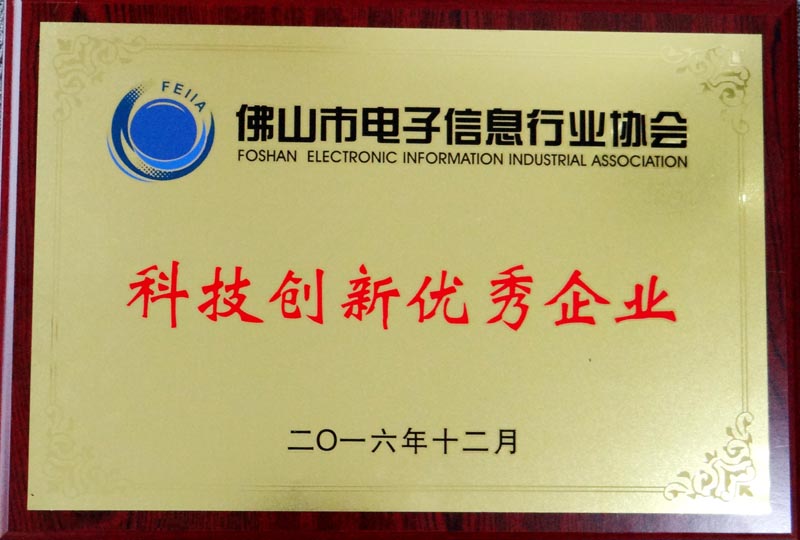 FEIIA
佛山市电子信息行业协会
FOSHAN ELECTRONIC INFORMATION INDUSTRIAL ASSOCIATION
科技创新优秀企业
二〇一六年十二月